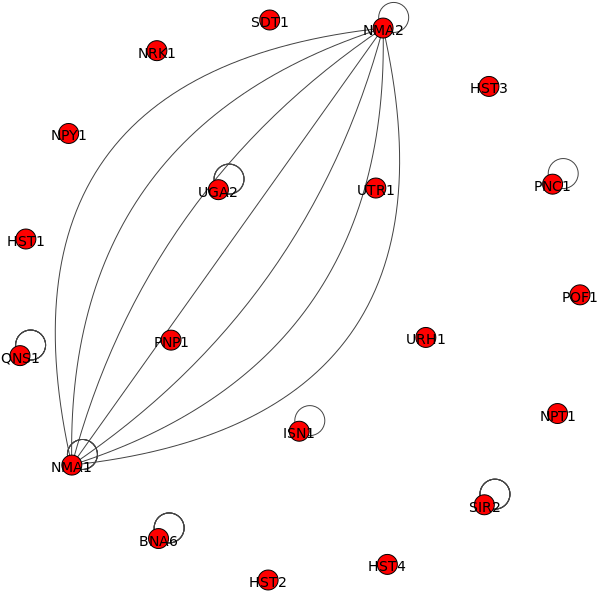 SDT1
NMA2
NRK1
HST3
NPY1
UGA2
UTR1
PNC1
HST1
POF1
PNP1
URH1
QNS1
NPT1
ISN1
NMA1
SIR2
BNA6
HST4
HST2